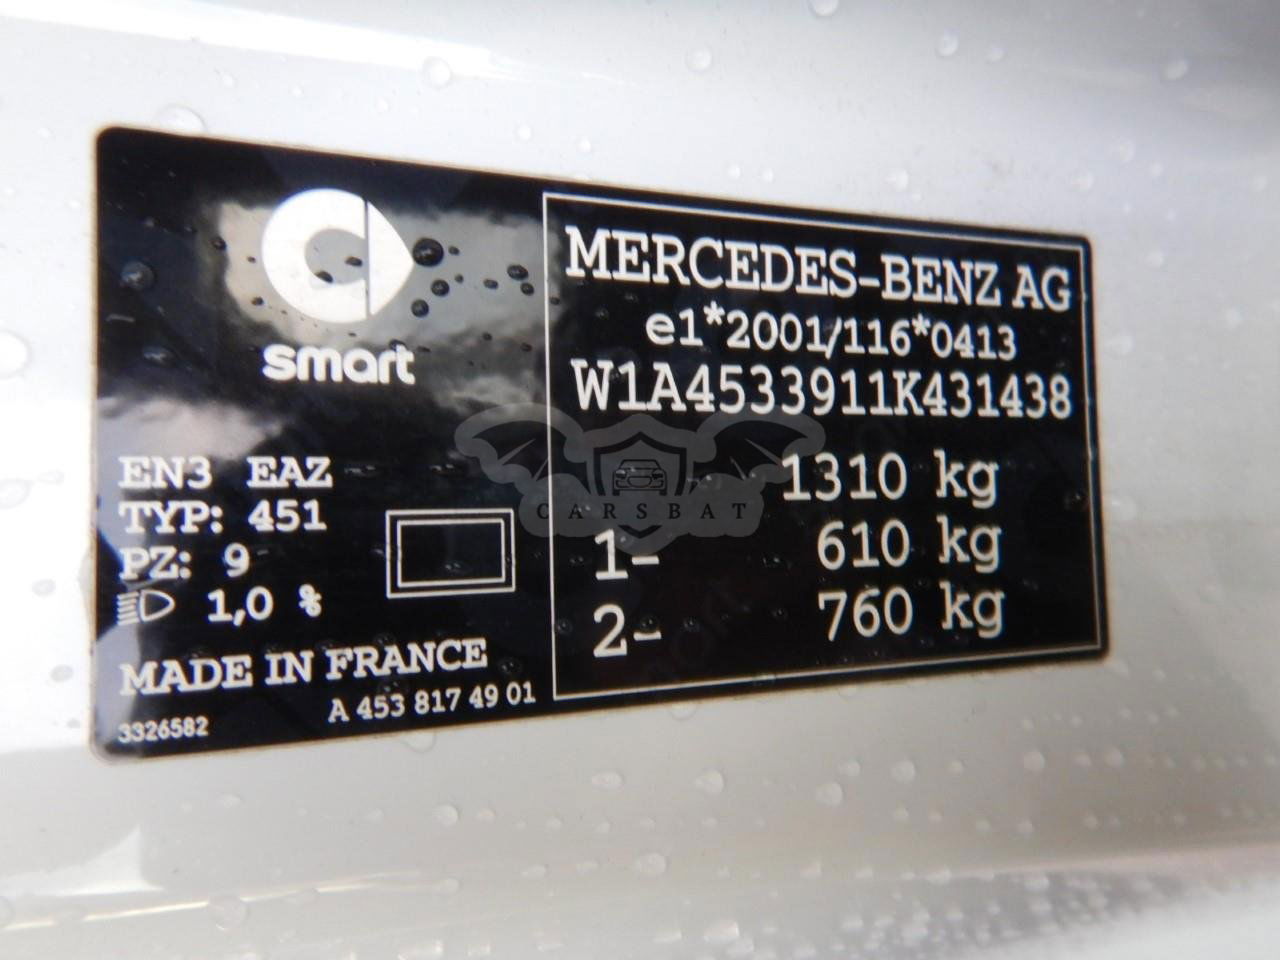 smart
EN3 EAZ
TYP: 451
PZ: 9
1,0 %
MADE IN FRANCE
A 453 817 49 01
3326582
MERCEDES-BENZ AG
e1*2001/116*0413
W1A4533911K431438
1310 kg
1- 610 kg
2- 760 kg
CARSBAT